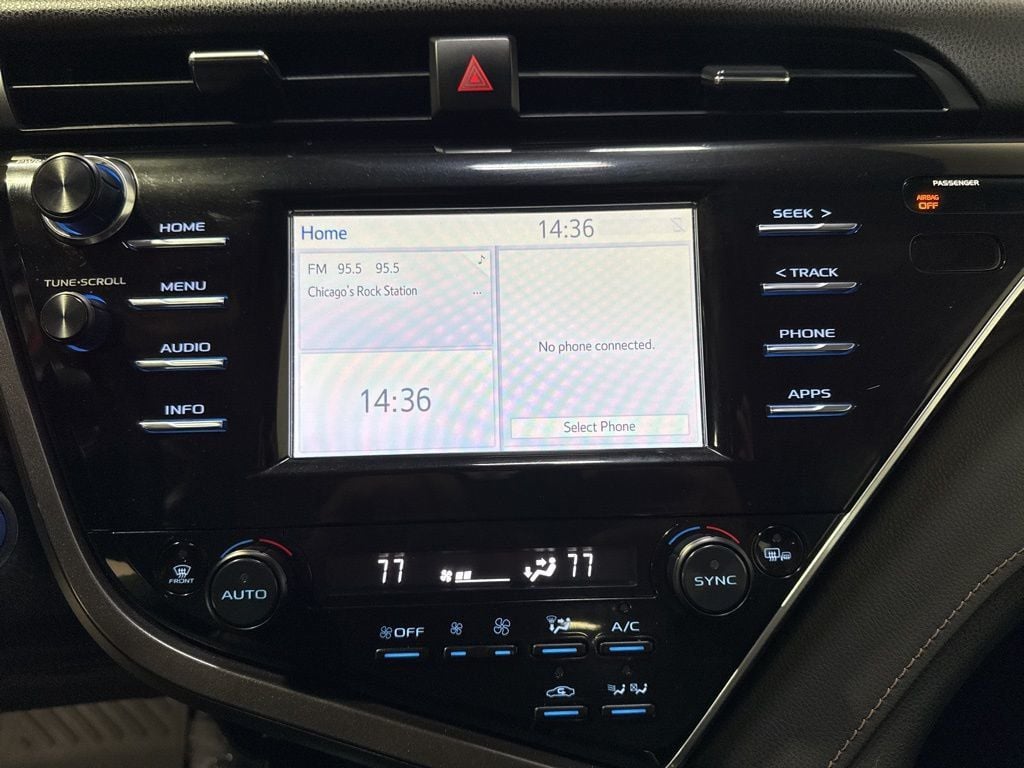 PASSENGER
AIRBAG
OFF
HOME
TUNE•SCROLL
MENU
AUDIO
INFO
Home
14:36
FM 95.5 95.5
Chicago's Rock Station
...
14:36
No phone connected.
Select Phone
SEEK >
< TRACK
PHONE
APPS
FRONT
AUTO
77
77
SYNC
OFF
A/C